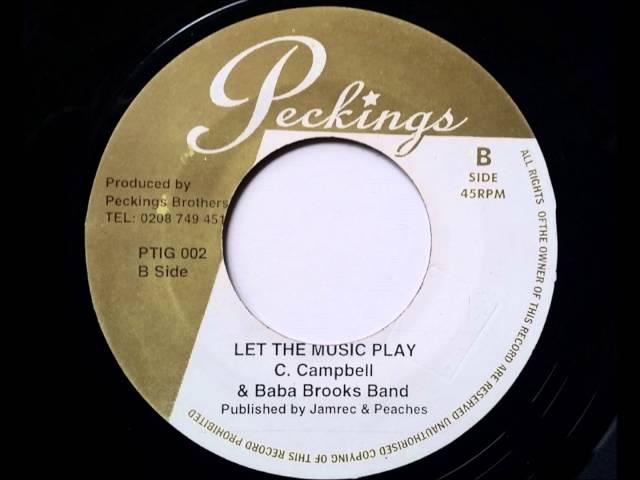 Peckings
B
SIDE
45RPM
Produced by
Peckings Brothers
TEL: 0208 749 451
PTIG 002
B Side
LET THE MUSIC PLAY
C. Campbell
& Baba Brooks Band
Published by Jamrec & Peaches
ALL RIGHTS OFTHE OWNER OF THIS RECORD ARE RESERVED UNAUTHORISED COPYING OF THIS RECORD PROHIBITED